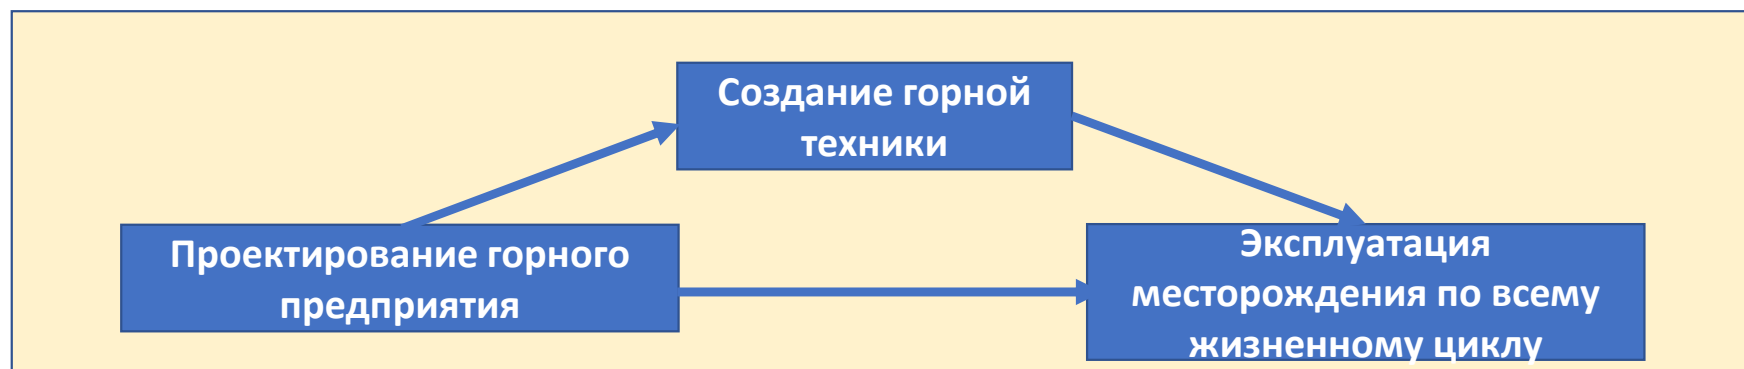 Создание горной
техники
Проектирование горного
предприятия
Эксплуатация
месторождения по всему
жизненному циклу